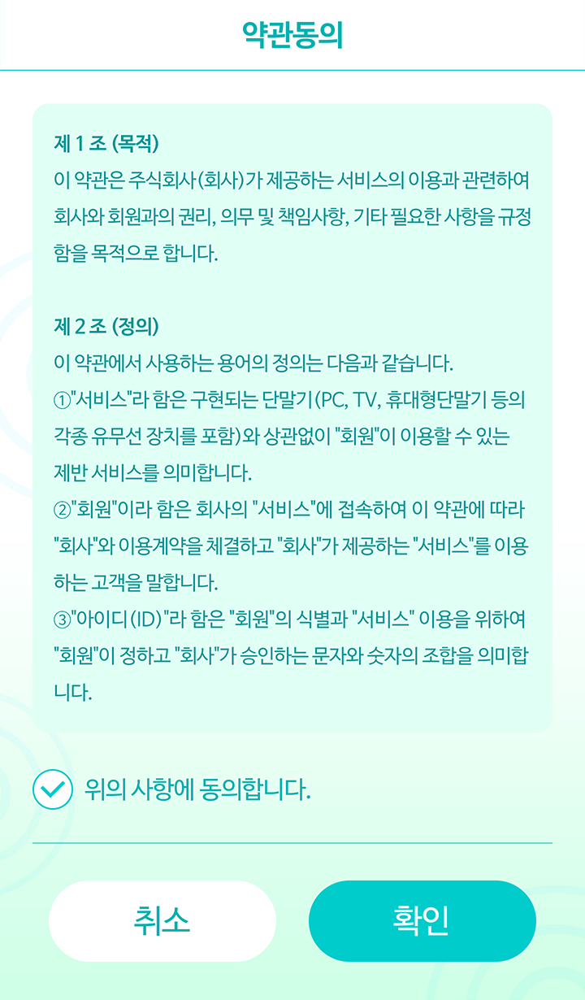 약관동의
제 1 조 (목적)
이 약관은 주식회사(회사)가 제공하는 서비스의 이용과 관련하여
회사와 회원과의 권리, 의무 및 책임사항, 기타 필요한 사항을 규정
함을 목적으로 합니다.
제 2 조 (정의)
이 약관에서 사용하는 용어의 정의는 다음과 같습니다.
①"서비스"라 함은 구현되는 단말기(PC, TV, 휴대형단말기 등의
각종 유무선 장치를 포함)와 상관없이 "회원"이 이용할 수 있는
제반 서비스를 의미합니다.
②"회원"이라 함은 회사의 "서비스"에 접속하여 이 약관에 따라
"회사"와 이용계약을 체결하고 "회사"가 제공하는 "서비스"를 이용
하는 고객을 말합니다.
③"아이디(ID)"라 함은 "회원"의 식별과 "서비스" 이용을 위하여
"회원"이 정하고 "회사"가 승인하는 문자와 숫자의 조합을 의미합
니다.
위의 사항에 동의합니다.
취소
확인